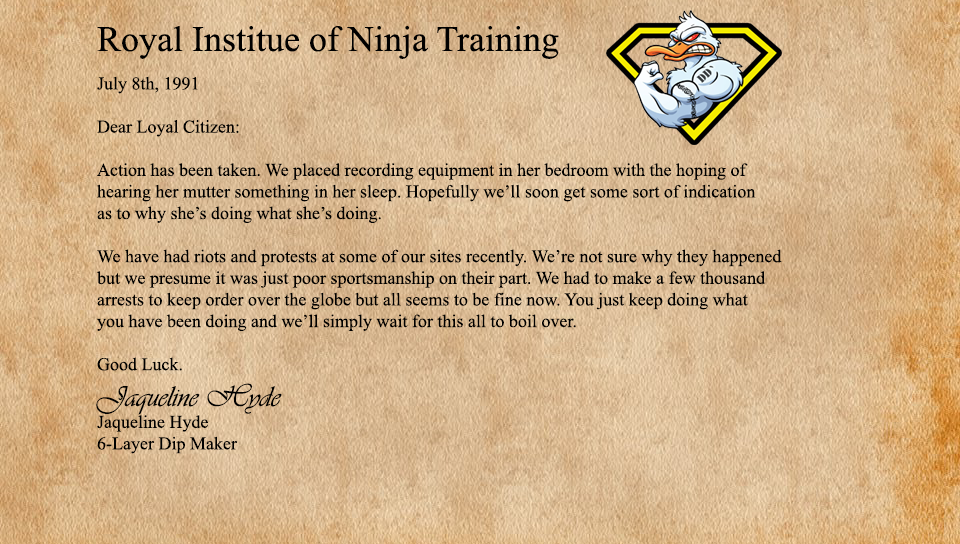 Royal Institue of Ninja Training
DD
July 8th, 1991
Dear Loyal Citizen:
Action has been taken. We placed recording equipment in her bedroom with the hoping of
hearing her mutter something in her sleep. Hopefully we’ll soon get some sort of indication
as to why she’s doing what she’s doing.
We have had riots and protests at some of our sites recently. We’re not sure why they happened
but we presume it was just poor sportsmanship on their part. We had to make a few thousand
arrests to keep order over the globe but all seems to be fine now. You just keep doing what
you have been doing and we’ll simply wait for this all to boil over.
Good Luck.
Jaqueline Hyde
Jaqueline Hyde
6-Layer Dip Maker